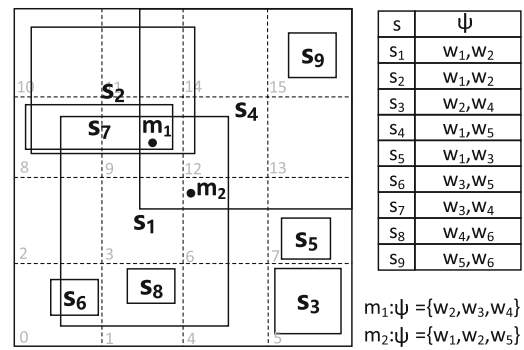 s₉
10 11 14 15
s₂
s₄
s₇ m₁
8 9 12 13
m₂
s₁
s₅
2 3 6 7
s₆ s₈ s₃
0 1 4 5
s ψ
s₁ w₁,w₂
s₂ w₁,w₂
s₃ w₂,w₄
s₄ w₁,w₅
s₅ w₁,w₃
s₆ w₃,w₅
s₇ w₃,w₄
s₈ w₄,w₆
s₉ w₅,w₆
m₁:ψ ={w₂,w₃,w₄}
m₂:ψ ={w₁,w₂,w₅}